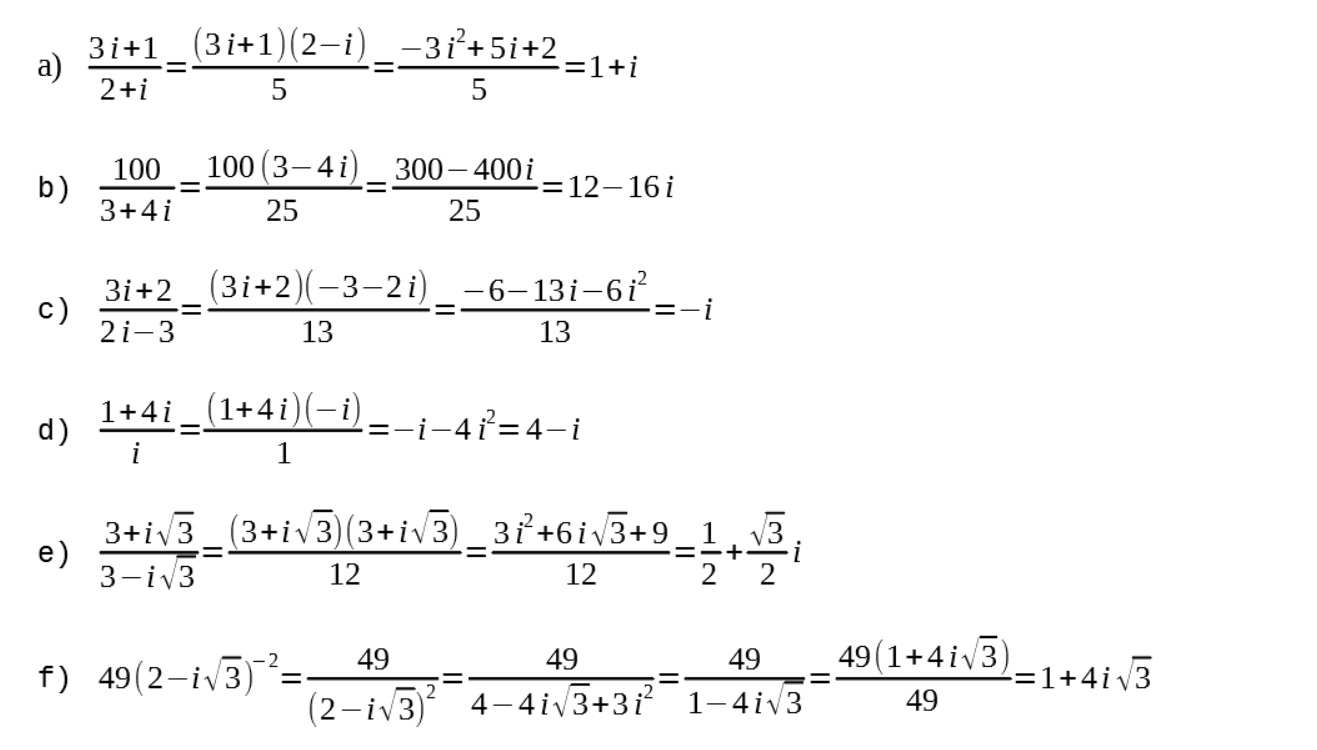 a) (3i+1)/(2+i) = ((3i+1)(2−i))/5 = (−3i²+5i+2)/5 = 1+i
b) 100/(3+4i) = (100(3−4i))/25 = (300−400i)/25 = 12−16i
c) (3i+2)/(2i−3) = ((3i+2)(−3−2i))/13 = (−6−13i−6i²)/13 = −i
d) (1+4i)/i = ((1+4i)(−i))/1 = −i−4i² = 4−i
e) (3+i√3)/(3−i√3) = ((3+i√3)(3+i√3))/12 = (3i²+6i√3+9)/12 = 1/2 + (√3/2)i
f) 49(2−i√3)⁻² = 49/(2−i√3)² = 49/(4−4i√3+3i²) = 49/(1−4i√3) = (49(1+4i√3))/49 = 1+4i√3